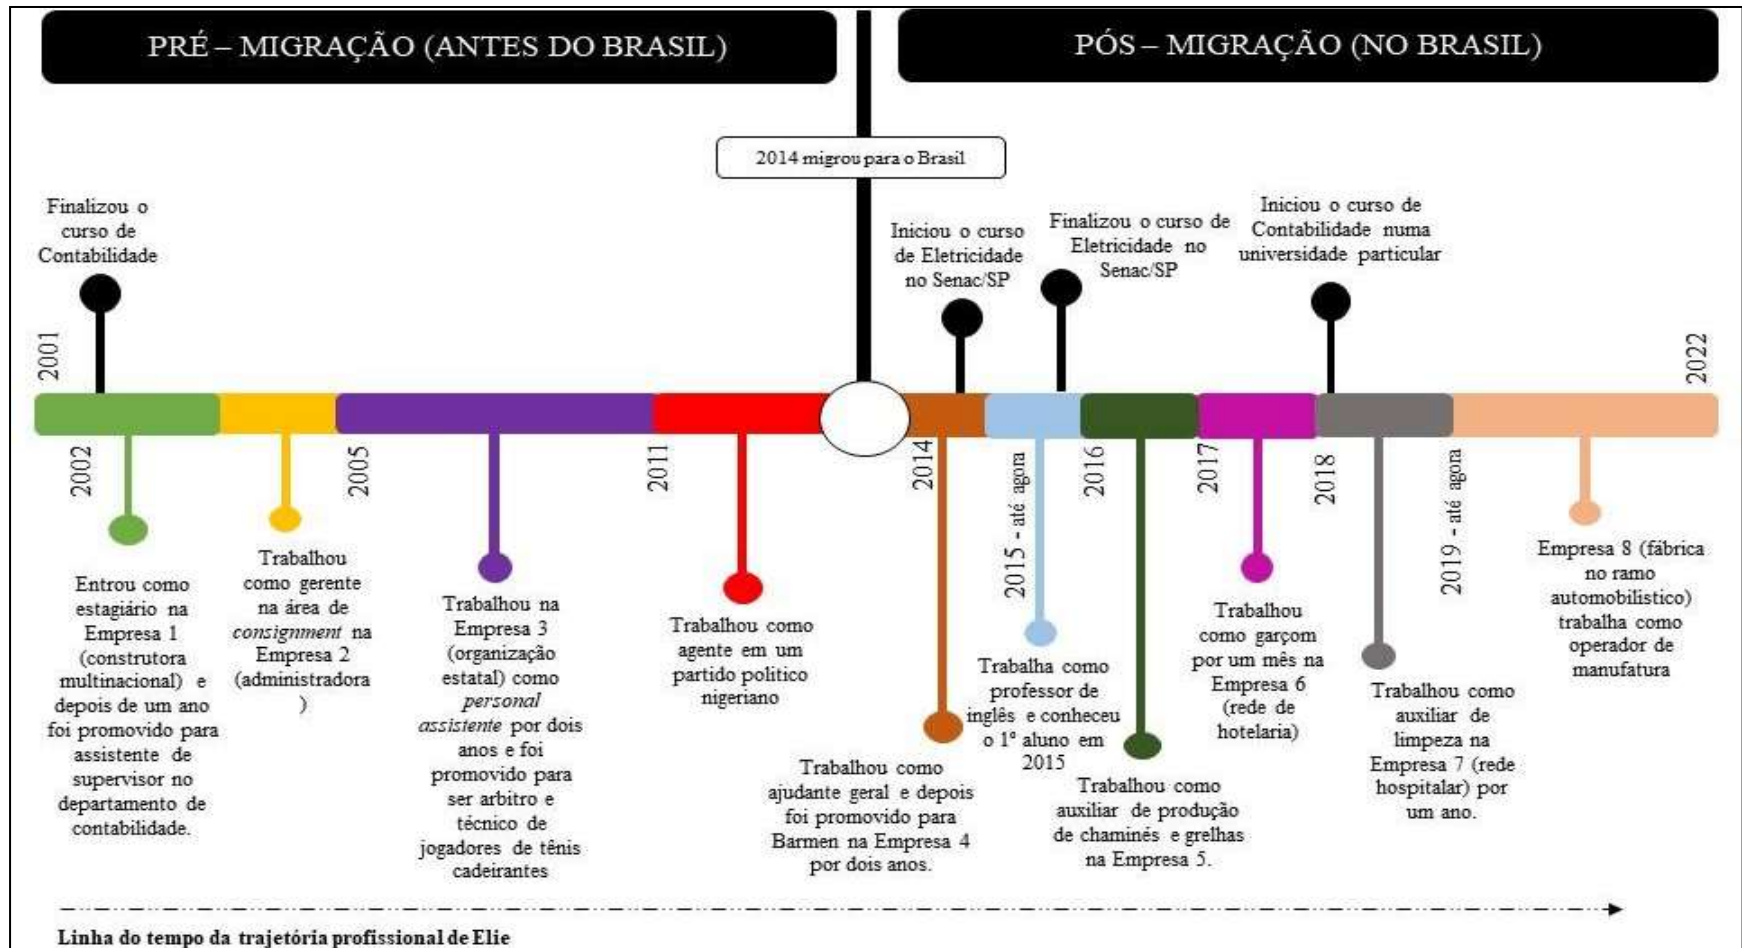 PRÉ – MIGRAÇÃO (ANTES DO BRASIL)
PÓS – MIGRAÇÃO (NO BRASIL)
2014 migrou para o Brasil
Finalizou o
curso de
Contabilidade
Iniciou o curso
de Eletricidade
no Senac/SP
Finalizou o curso de
Eletricidade no
Senac/SP
Iniciou o curso de
Contabilidade numa
universidade particular
2001
2022
2002
2005
2011
2014
2015 - até agora
2016
2017
2018
2019 - até agora
Entrou como
estagiário na
Empresa 1
(construtora
multinacional) e
depois de um ano
foi promovido para
assistente de
supervisor no
departamento de
contabilidade.
Trabalhou
como gerente
na área de
consignment na
Empresa 2
(administradora
)
Trabalhou na
Empresa 3
(organização
estatal) como
personal
assistente por dois
anos e foi
promovido para
ser arbitro e
técnico de
jogadores de tênis
cadeirantes
Trabalhou como
agente em um
partido politico
nigeriano
Trabalhou como
ajudante geral e depois
foi promovido para
Barmen na Empresa 4
por dois anos.
Trabalha como
professor de
inglês e conheceu
o 1º aluno em
2015
Trabalhou como
auxiliar de produção
de chaminés e grelhas
na Empresa 5.
Trabalhou
como garçom
por um mês na
Empresa 6
(rede de
hotelaria)
Trabalhou como
auxiliar de
limpeza na
Empresa 7 (rede
hospitalar) por
um ano.
Empresa 8 (fábrica
no ramo
automobilistico)
trabalha como
operador de
manufatura
Linha do tempo da trajetória profissional de Elie